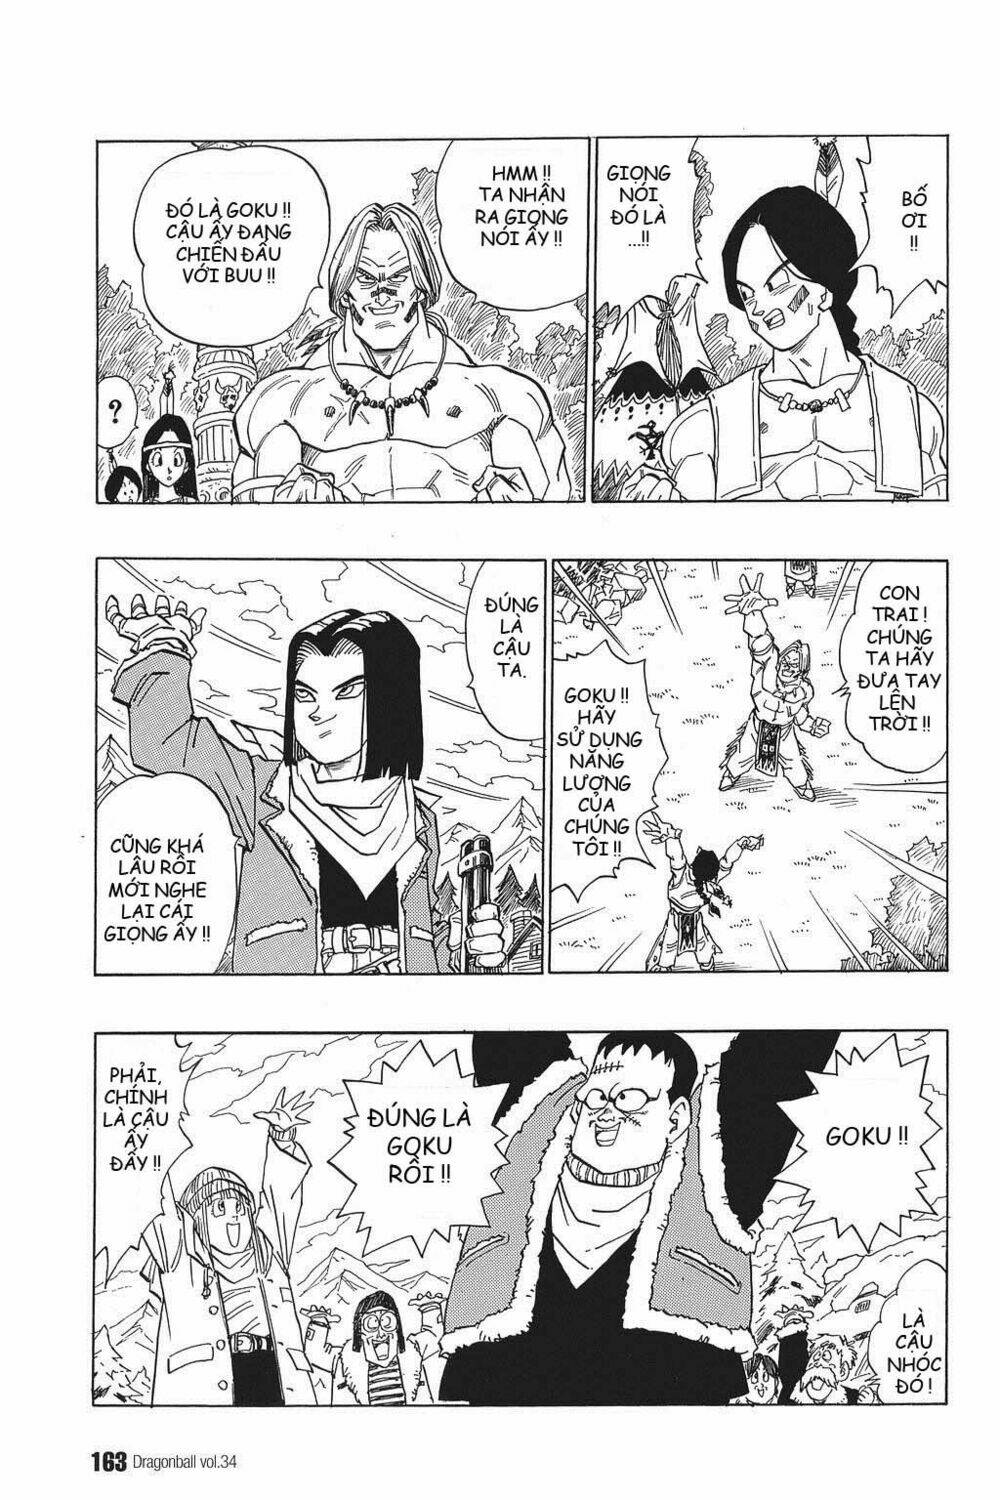 BỐ
ƠI
!!
GIỌNG
NÓI
ĐÓ LÀ
...!!
HMM !!
TA NHẬN
RA GIỌNG
NÓI ẤY !!
ĐÓ LÀ GOKU !!
CẬU ẤY ĐANG
CHIẾN ĐẤU
VỚI BUU !!
?
CON
TRAI !
CHÚNG
TA HÃY
ĐƯA TAY
LÊN
TRỜI !!
GOKU !!
HÃY
SỬ DỤNG
NĂNG
LƯỢNG
CỦA
CHÚNG
TÔI !!
ĐÚNG
LÀ
CẬU
TA.
CŨNG KHÁ
LÂU RỒI
MỚI NGHE
LẠI CÁI
GIỌNG ẤY !!
GOKU !!
LÀ
CẬU
NHÓC
ĐÓ !
ĐÚNG LÀ
GOKU
RỒI !!
PHẢI,
CHÍNH
LÀ CẬU
ẤY
ĐẤY !!
163 Dragonball vol.34